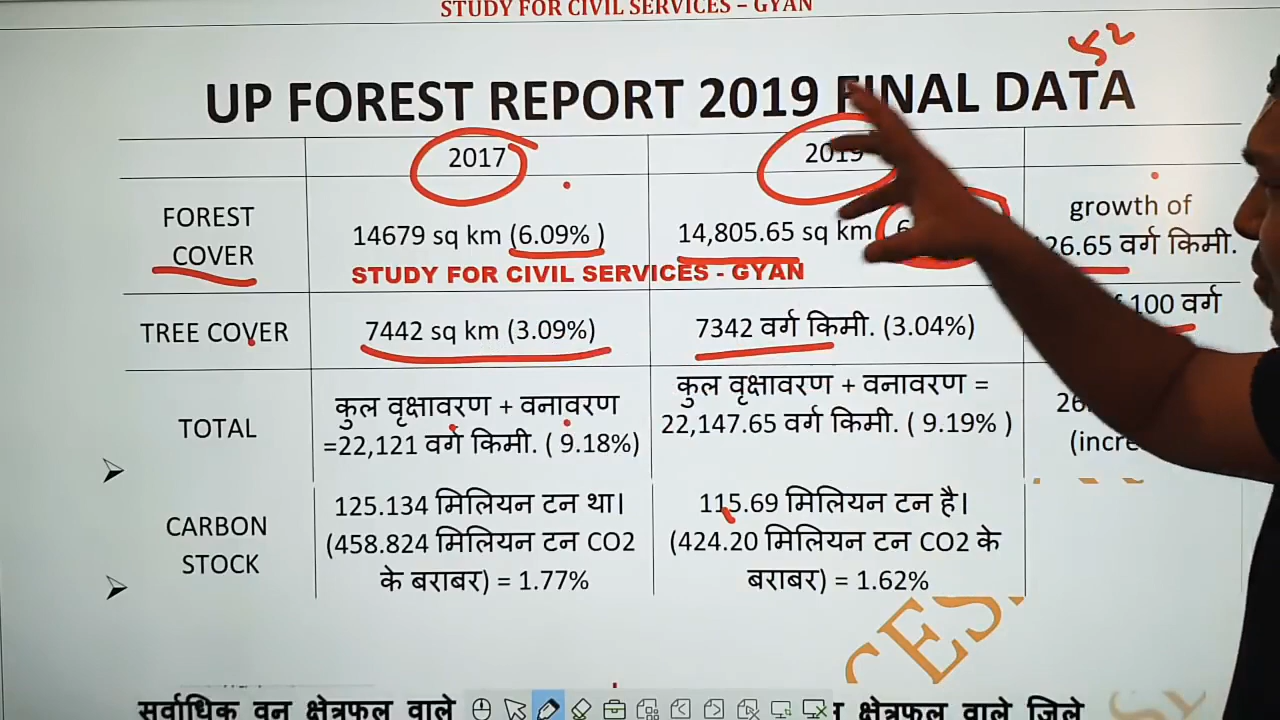 STUDY FOR CIVIL SERVICES – GYAN
52
UP FOREST REPORT 2019 FINAL DATA
2017
2019
FOREST COVER
14679 sq km (6.09% )
14,805.65 sq km
growth of
26.65 वर्ग किमी.
STUDY FOR CIVIL SERVICES - GYAN
TREE COVER
7442 sq km (3.09%)
7342 वर्ग किमी. (3.04%)
100 वर्ग
TOTAL
कुल वृक्षावरण + वनावरण
=22,121 वर्ग किमी. ( 9.18%)
कुल वृक्षावरण + वनावरण =
22,147.65 वर्ग किमी. ( 9.19% )
CARBON STOCK
125.134 मिलियन टन था।
(458.824 मिलियन टन CO2
के बराबर) = 1.77%
115.69 मिलियन टन है।
(424.20 मिलियन टन CO2 के
बराबर) = 1.62%
सर्वाधिक वन क्षेत्रफल वाले
क्षेत्रफल वाले जिले